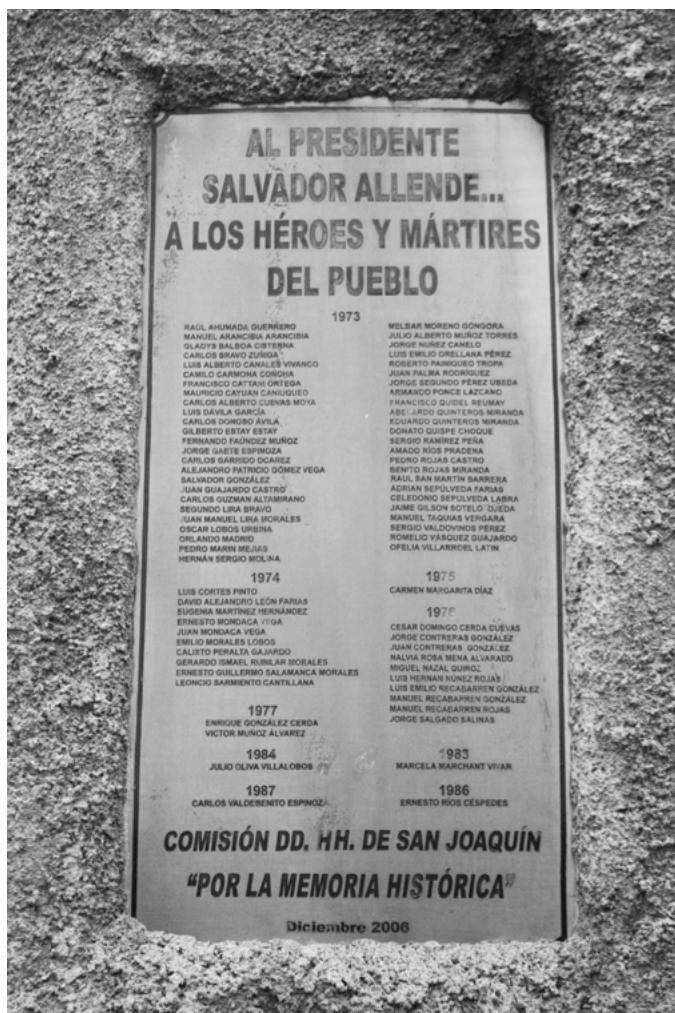 AL PRESIDENTE
SALVADOR ALLENDE...
A LOS HÉROES Y MÁRTIRES
DEL PUEBLO
1973
RAÚL AHUMADA GUERRERO
MANUEL ARANCIBIA ARANCIBIA
GLADYS BALBOA CISTERNA
CARLOS BRAVO ZUÑIGA
LUIS ALBERTO CANALES VIVANCO
CAMILO CARMONA CONCHA
FRANCISCO CATTANI ORTEGA
MAURICIO CAYUAN CANIUQUEO
CARLOS ALBERTO CUEVAS MOYA
LUIS DÁVILA GARCÍA
CARLOS DONOSO ÁVILA
GILBERTO ESTAY ESTAY
FERNANDO FAÚNDEZ MUÑOZ
JORGE GAETE ESPINOZA
CARLOS GARRIDO OCAREZ
ALEJANDRO PATRICIO GÓMEZ VEGA
SALVADOR GONZÁLEZ
JUAN GUAJARDO CASTRO
CARLOS GUZMAN ALTAMIRANO
SEGUNDO LIRA BRAVO
JUAN MANUEL LIRA MORALES
OSCAR LOBOS URBINA
ORLANDO MADRID
PEDRO MARIN MEJIAS
HERNÁN SERGIO MOLINA
MELBAR MORENO GÓNGORA
JULIO ALBERTO MUÑOZ TORRES
JORGE NUÑEZ CANELO
LUIS EMILIO ORELLANA PÉREZ
ROBERTO PAINIQUEO TROPA
JUAN PALMA RODRÍGUEZ
JORGE SEGUNDO PÉREZ UBEDA
ARMANDO PONCE LAZCANO
FRANCISCO QUIDEL REUMAY
ABELARDO QUINTEROS MIRANDA
EDUARDO QUINTEROS MIRANDA
DONATO QUISPE CHOQUE
SERGIO RAMÍREZ PEÑA
AMADO RÍOS PRADENA
PEDRO ROJAS CASTRO
BENITO ROJAS MIRANDA
RAUL SAN MARTÍN BARRERA
ADRIAN SEPÚLVEDA FARIAS
CELEDONIO SEPÚLVEDA LABRA
JAIME GILSON SOTELO OJEDA
MANUEL TAQUIAS VERGARA
SERGIO VALDOVINOS PÉREZ
ROMELIO VÁSQUEZ GUAJARDO
OFELIA VILLARROEL LATIN
1974
LUIS CORTES PINTO
DAVID ALEJANDRO LEÓN FARIAS
EUGENIA MARTÍNEZ HERNÁNDEZ
ERNESTO MONDACA VEGA
JUAN MONDACA VEGA
EMILIO MORALES LOBOS
CALIXTO PERALTA GAJARDO
GERARDO ISMAEL RUBILAR MORALES
ERNESTO GUILLERMO SALAMANCA MORALES
LEONCIO SARMIENTO CANTILLANA
1975
CARMEN MARGARITA DÍAZ
1976
CESAR DOMINGO CERDA CUEVAS
JORGE CONTRERAS GONZÁLEZ
JUAN CONTRERAS GONZÁLEZ
NALVIA ROSA MENA ALVARADO
MIGUEL NAZAL QUIROZ
LUIS HERNAN NÚNEZ ROJAS
LUIS EMILIO RECABARREN GONZÁLEZ
MANUEL RECABARREN GONZÁLEZ
MANUEL RECABARREN ROJAS
JORGE SALGADO SALINAS
1977
ENRIQUE GONZÁLEZ CERDA
VICTOR MUÑOZ ÁLVAREZ
1984
JULIO OLIVA VILLALOBOS
1983
MARCELA MARCHANT VIVAR
1987
CARLOS VALDEBENITO ESPINOZA
1986
ERNESTO RÍOS CÉSPEDES
COMISIÓN DD. HH. DE SAN JOAQUÍN
“POR LA MEMORIA HISTÓRICA”
Diciembre 2006